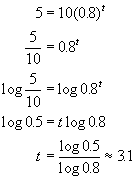 5 = 10(0.8)^t
5/10 = 0.8^t
log 5/10 = log 0.8^t
log 0.5 = t log 0.8
t = log 0.5 / log 0.8 ≈ 3.1